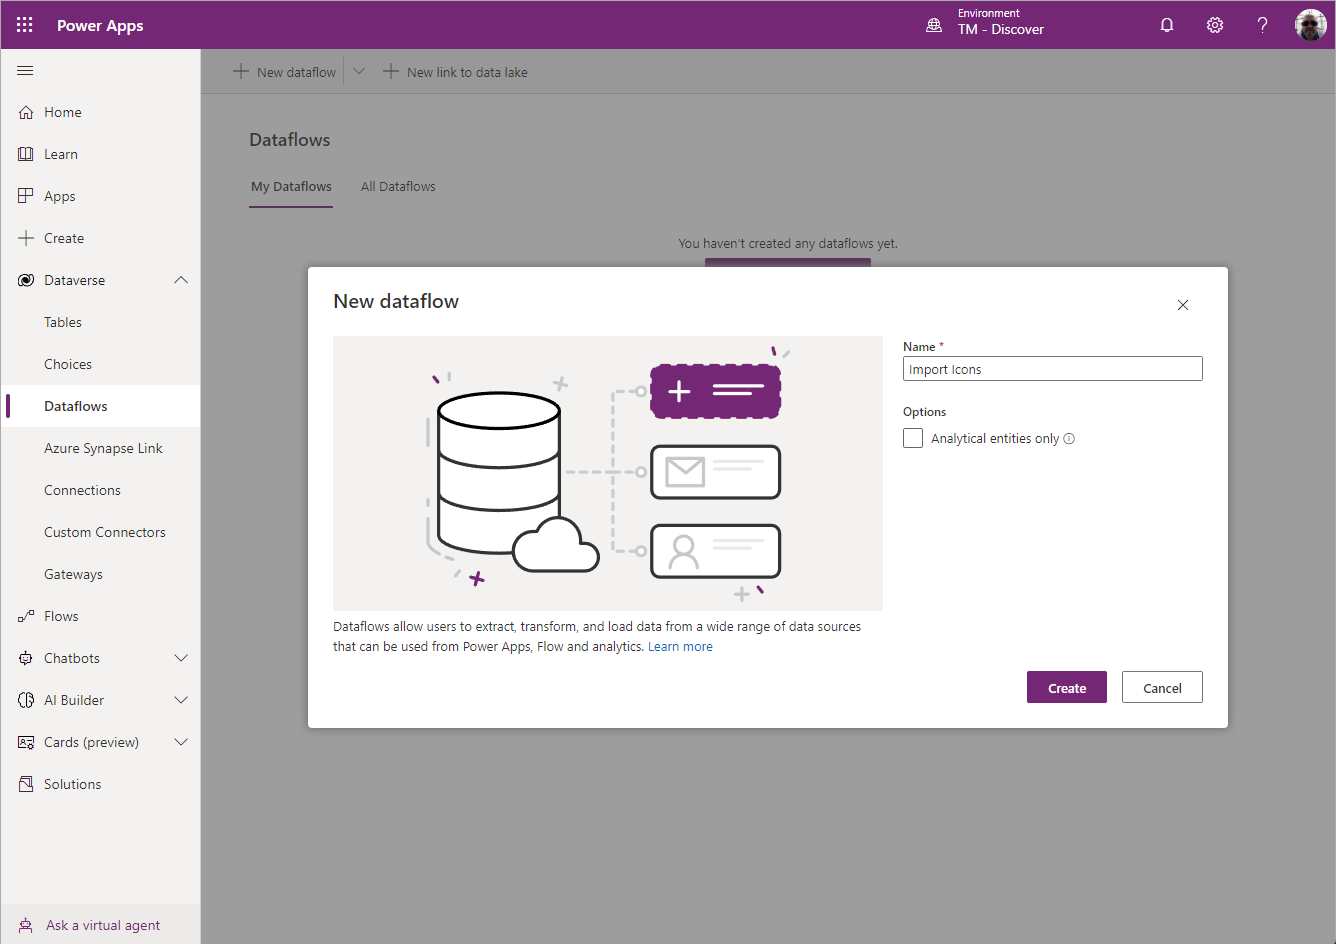 Power Apps
Environment
TM - Discover
Home
Learn
Apps
Create
Dataverse
Tables
Choices
Dataflows
Azure Synapse Link
Connections
Custom Connectors
Gateways
Flows
Chatbots
AI Builder
Cards (preview)
Solutions
Ask a virtual agent
New dataflow
New link to data lake
Dataflows
My Dataflows
All Dataflows
You haven't created any dataflows yet.
New dataflow
Name *
Import Icons
Options
Analytical entities only
Dataflows allow users to extract, transform, and load data from a wide range of data sources
that can be used from Power Apps, Flow and analytics. Learn more
Create
Cancel